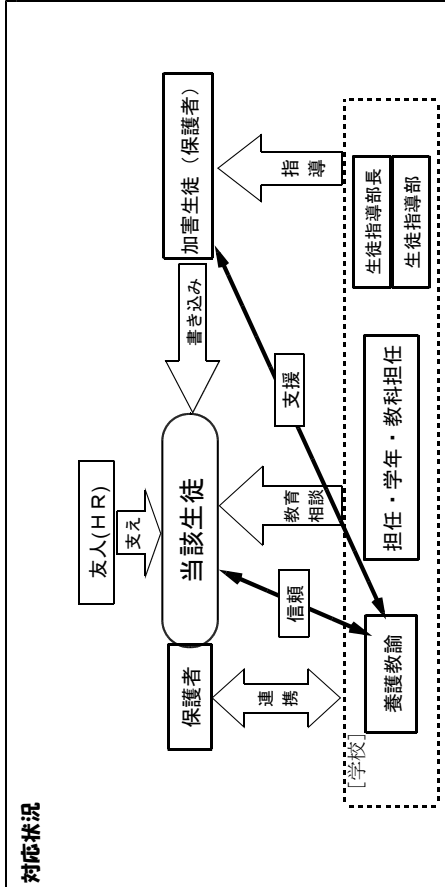 対応状況
友人(HR)
支え
保護者
当該生徒
書き込み
加害生徒（保護者）
連携
信頼
教育
相談
支援
指導
[学校]
養護教諭
担任・学年・教科担任
生徒指導部長
生徒指導部